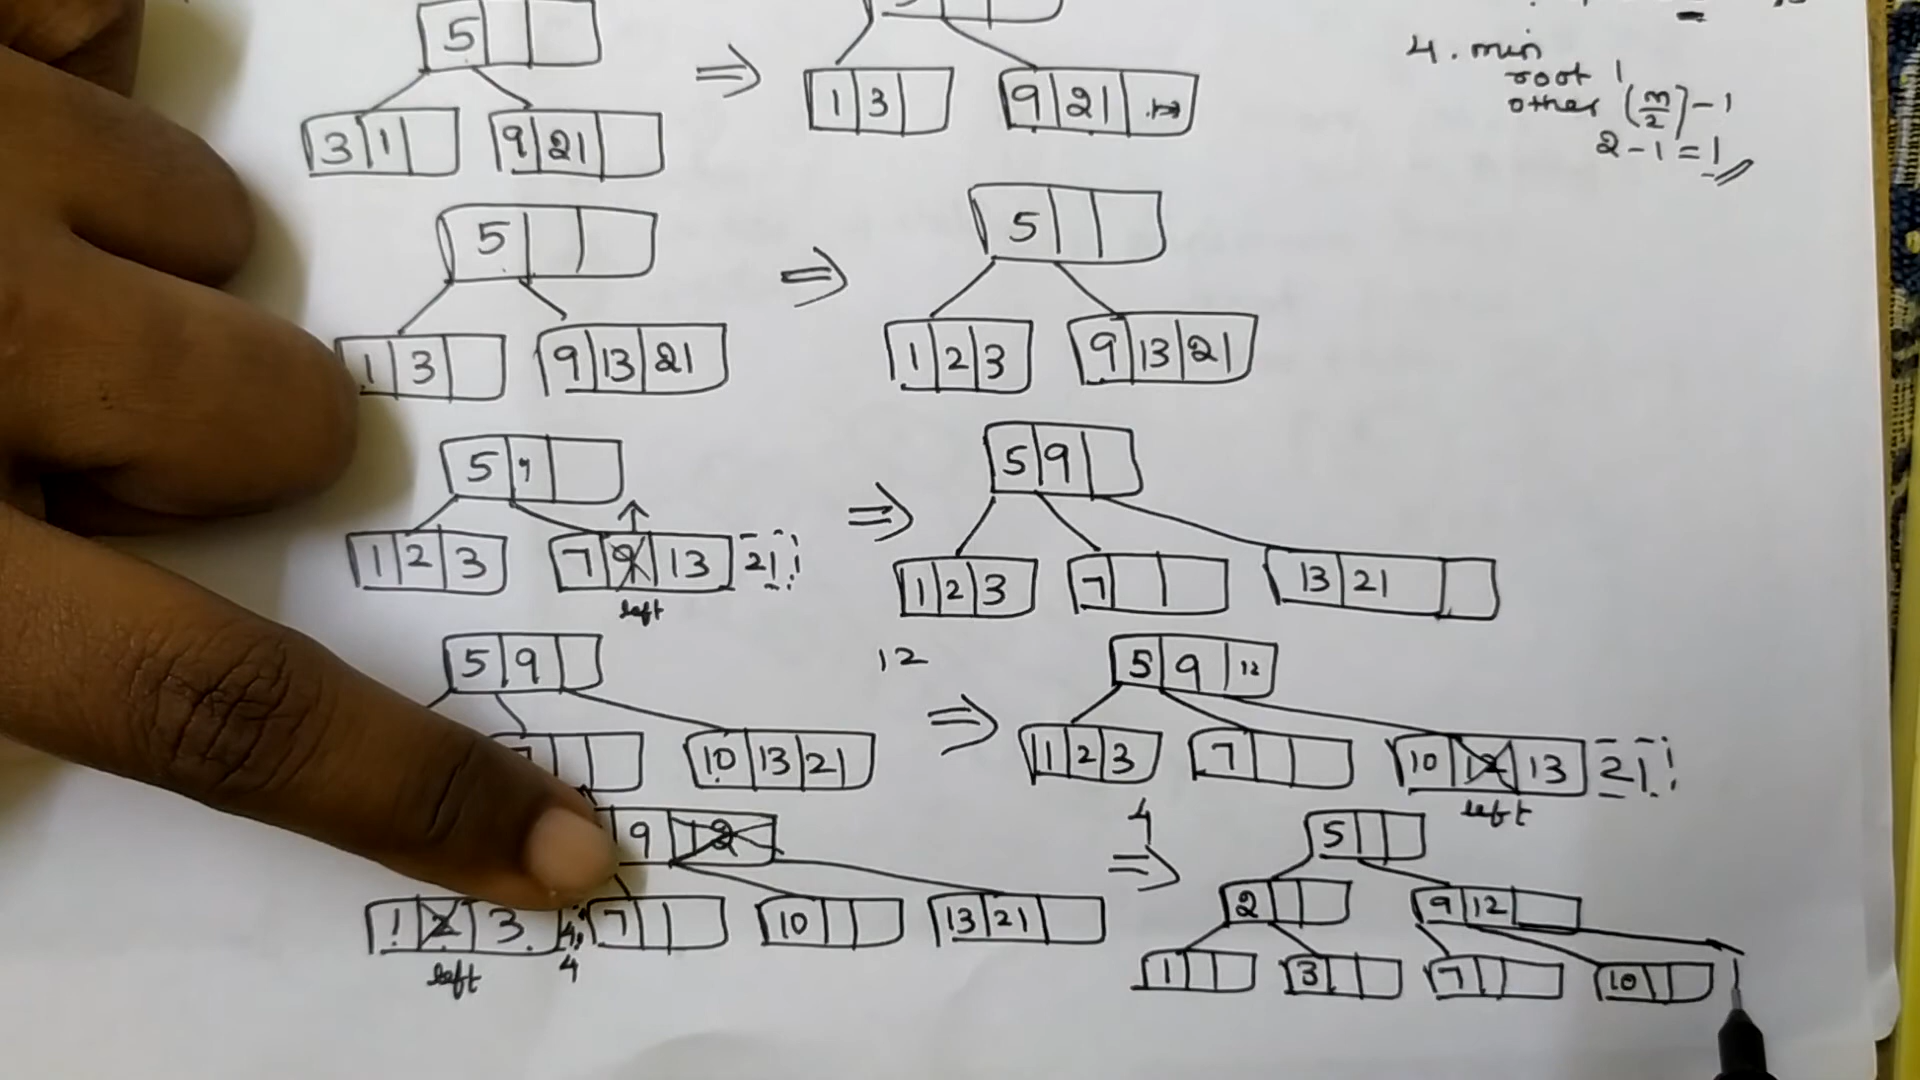 4. min
root 1
other (m/2)-1
2-1=1
5
3 1
9 21
⇒
1 3
9 21
5
1 3
9 13 21
⇒
5
1 2 3
9 13 21
5
1 2 3
7 9 13 21
left
⇒
5 9
1 2 3
7
13 21
5 9
7
10 13 21
12
⇒
5 9 12
1 2 3
7
10 12 13 21
left
9 12
1 2 3 4
left
4
7
10
13 21
4
⇒
5
2
9 12
1
3
7
10